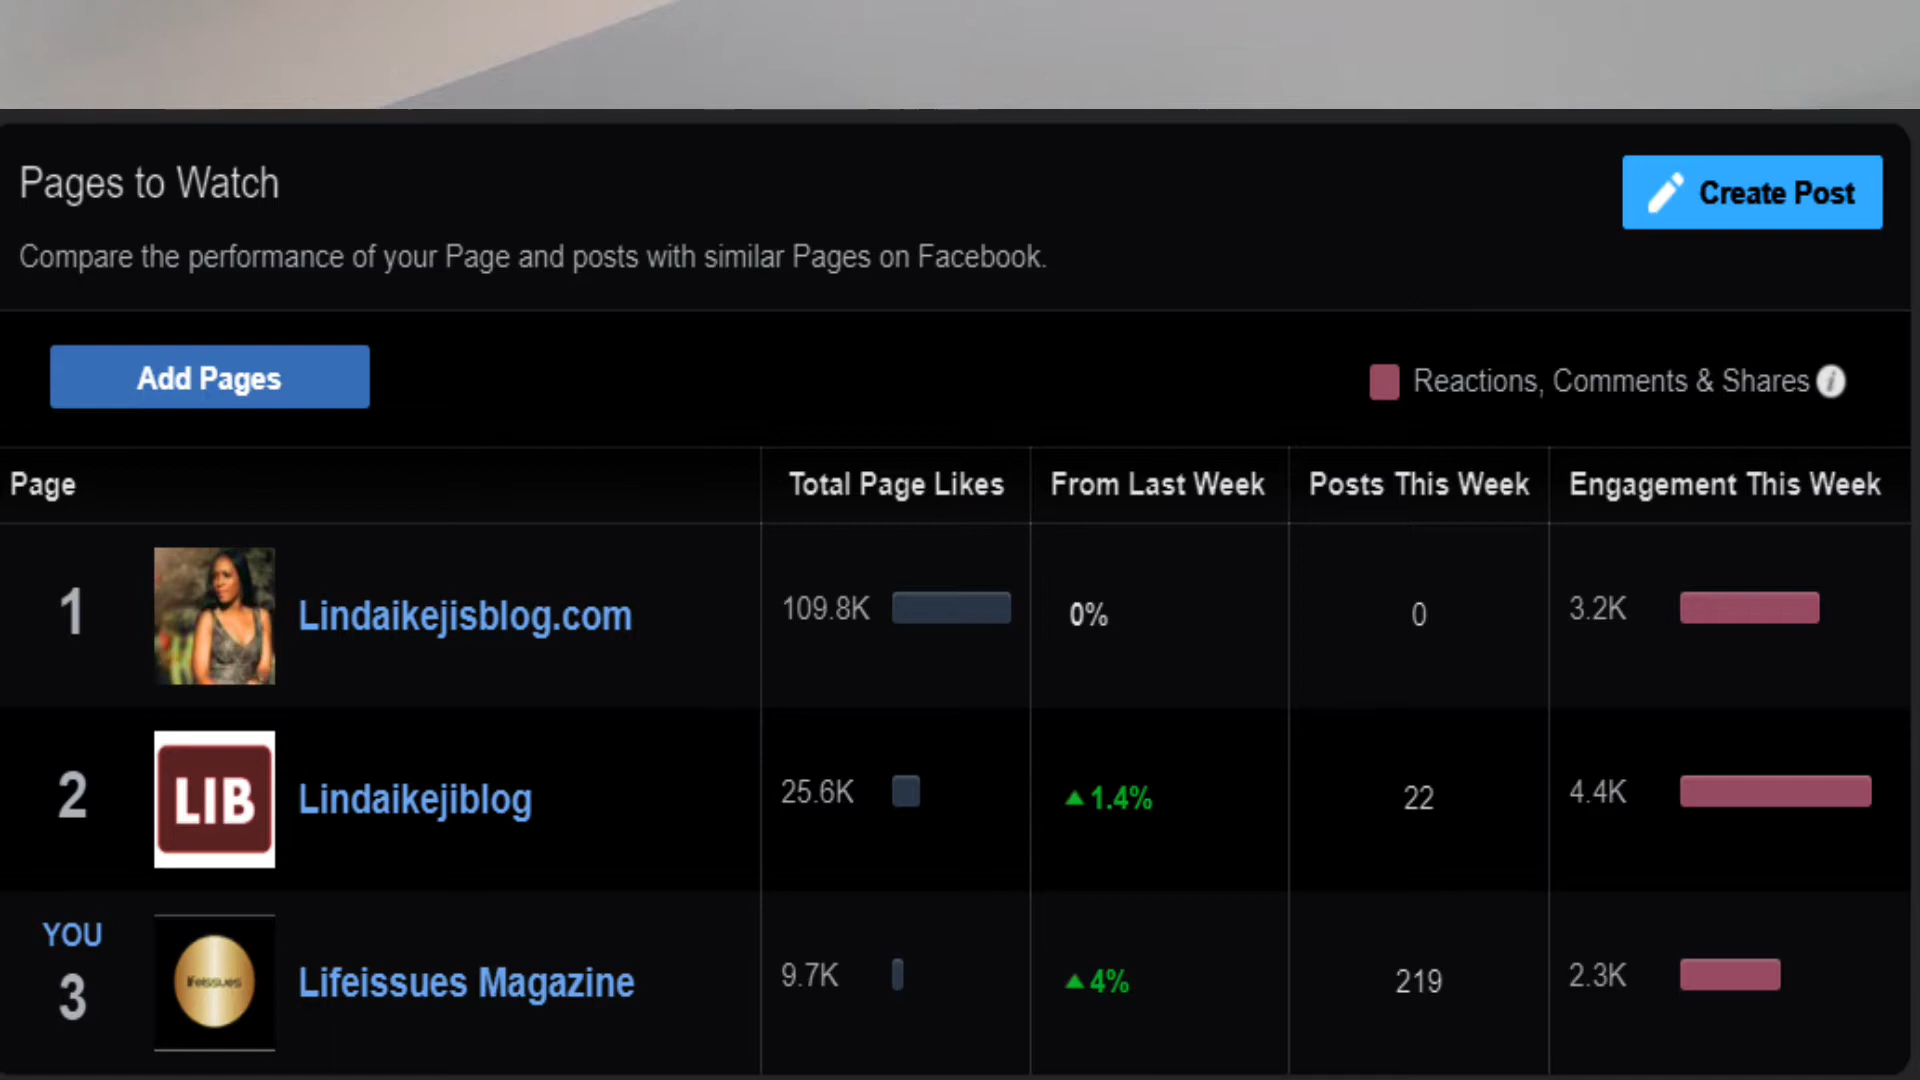 Pages to Watch
Create Post
Compare the performance of your Page and posts with similar Pages on Facebook.
Add Pages
Reactions, Comments & Shares i
Page Total Page Likes From Last Week Posts This Week Engagement This Week
1 Lindaikejisblog.com 109.8K 0% 0 3.2K
LIB
2 Lindaikejiblog 25.6K ▲1.4% 22 4.4K
YOU
lifeissues
3 Lifeissues Magazine 9.7K ▲4% 219 2.3K